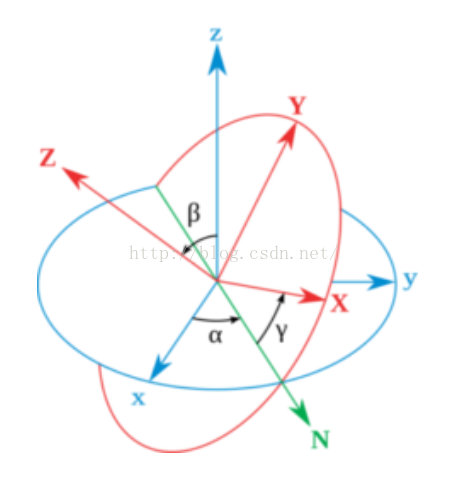 z
Y
Z
β
http://blog.csdn.net/
y
X
γ
α
x
N